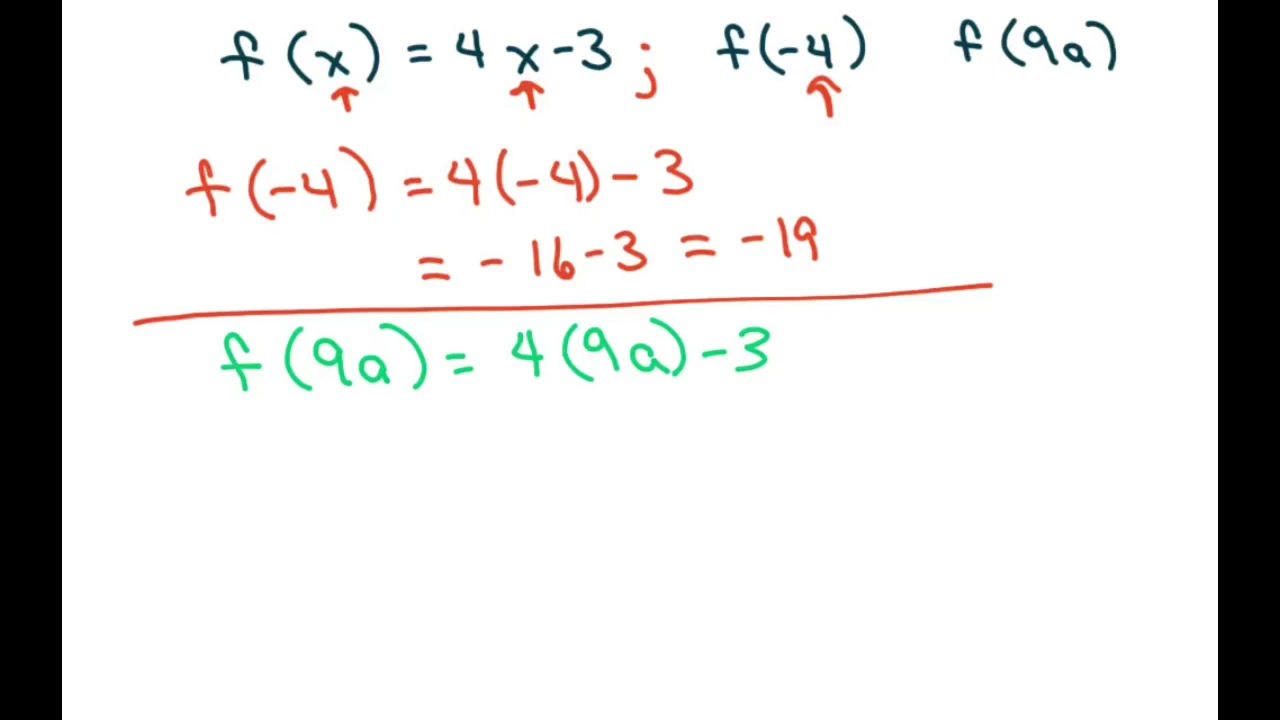 f(x) = 4x-3; f(-4) f(9a)
f(-4) = 4(-4)-3
= -16-3 = -19
f(9a) = 4(9a)-3